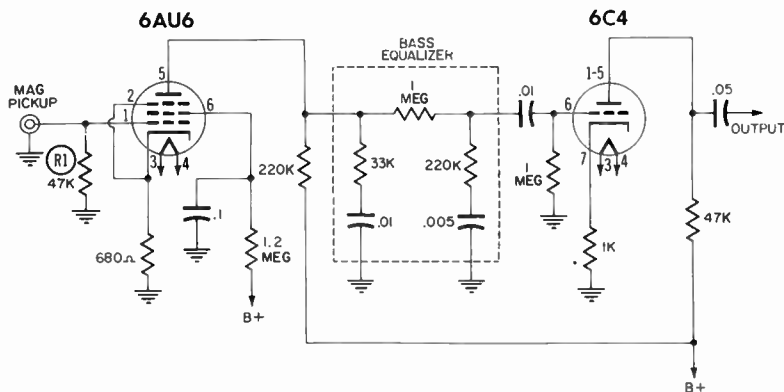 6AU6
6C4
BASS
EQUALIZER
MAG
PICKUP
5
2
1
6
3
4
R1
47K
680Ω
.1
1.2
MEG
B+
220K
1
MEG
33K
.01
220K
.005
.01
1
MEG
1-5
6
7
3
4
1K
.05
OUTPUT
47K
B+